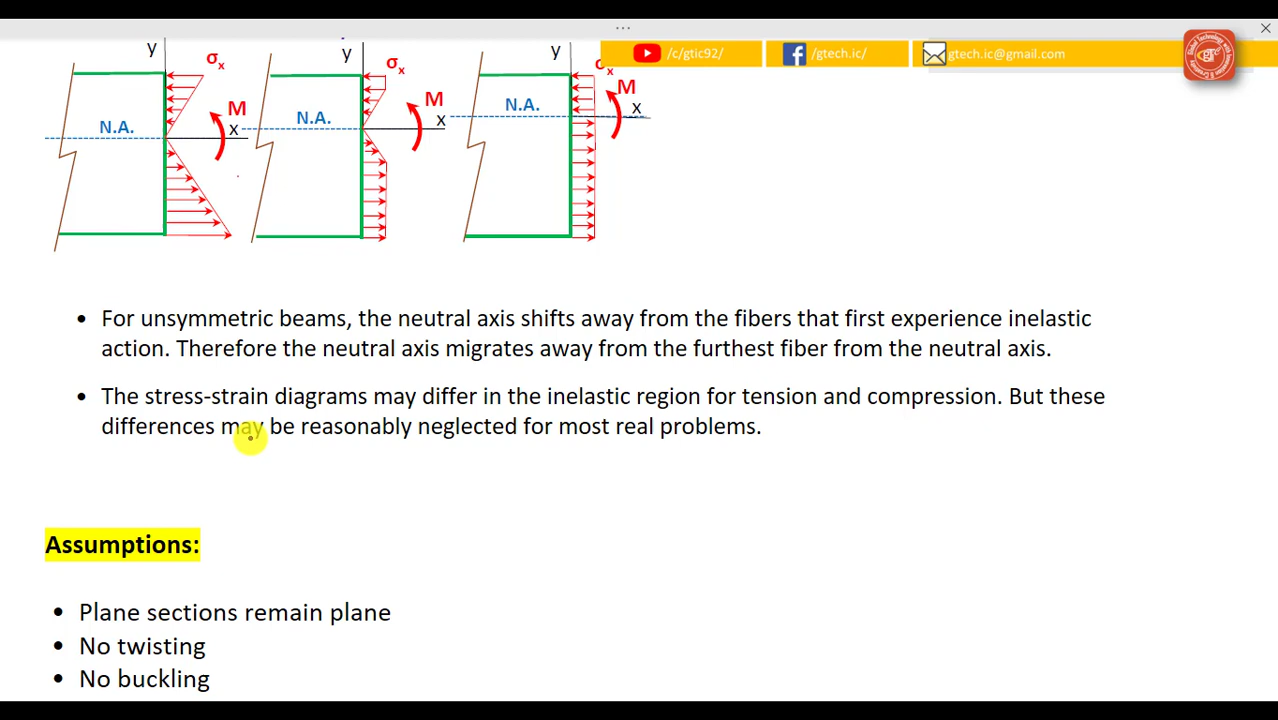 y
σx
M
N.A.
x
y
σx
M
N.A.
x
y
σx
M
N.A.
x
/c/gtic92/
/gtech.ic/
gtech.ic@gmail.com
• For unsymmetric beams, the neutral axis shifts away from the fibers that first experience inelastic
action. Therefore the neutral axis migrates away from the furthest fiber from the neutral axis.
• The stress-strain diagrams may differ in the inelastic region for tension and compression. But these
differences may be reasonably neglected for most real problems.
Assumptions:
• Plane sections remain plane
• No twisting
• No buckling